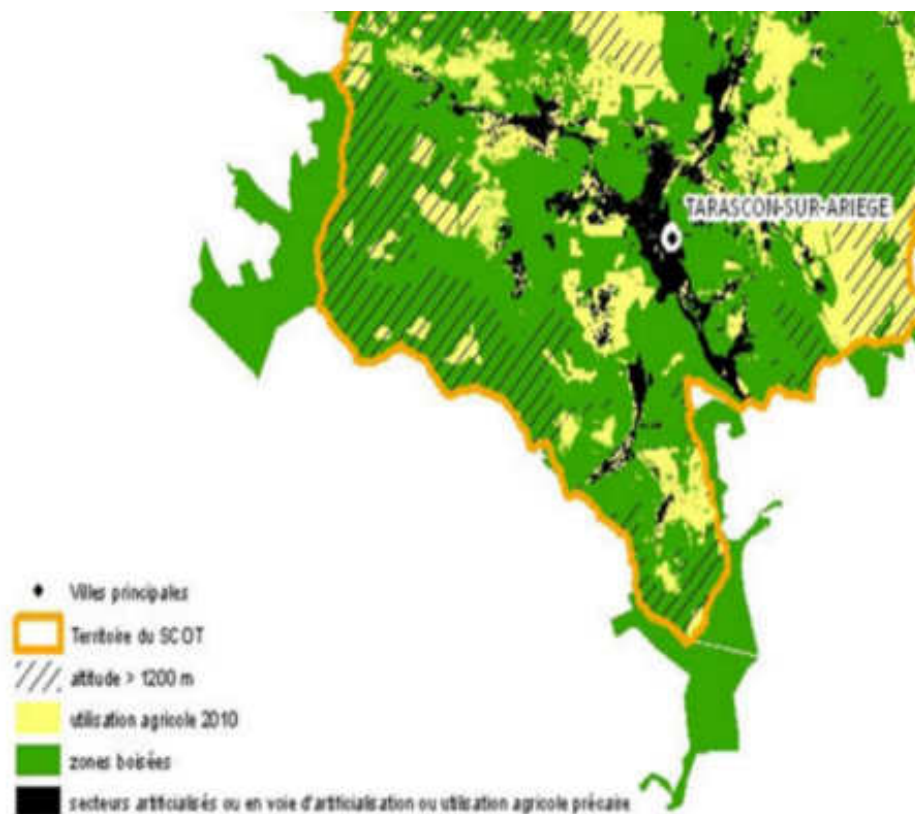 TARASCON-SUR-ARIEGE
Villes principales
Territoire du SCOT
altitude > 1200 m
utilisation agricole 2010
zones boisées
secteurs artificialisés ou en voie d'artificialisation ou utilisation agricole précaire